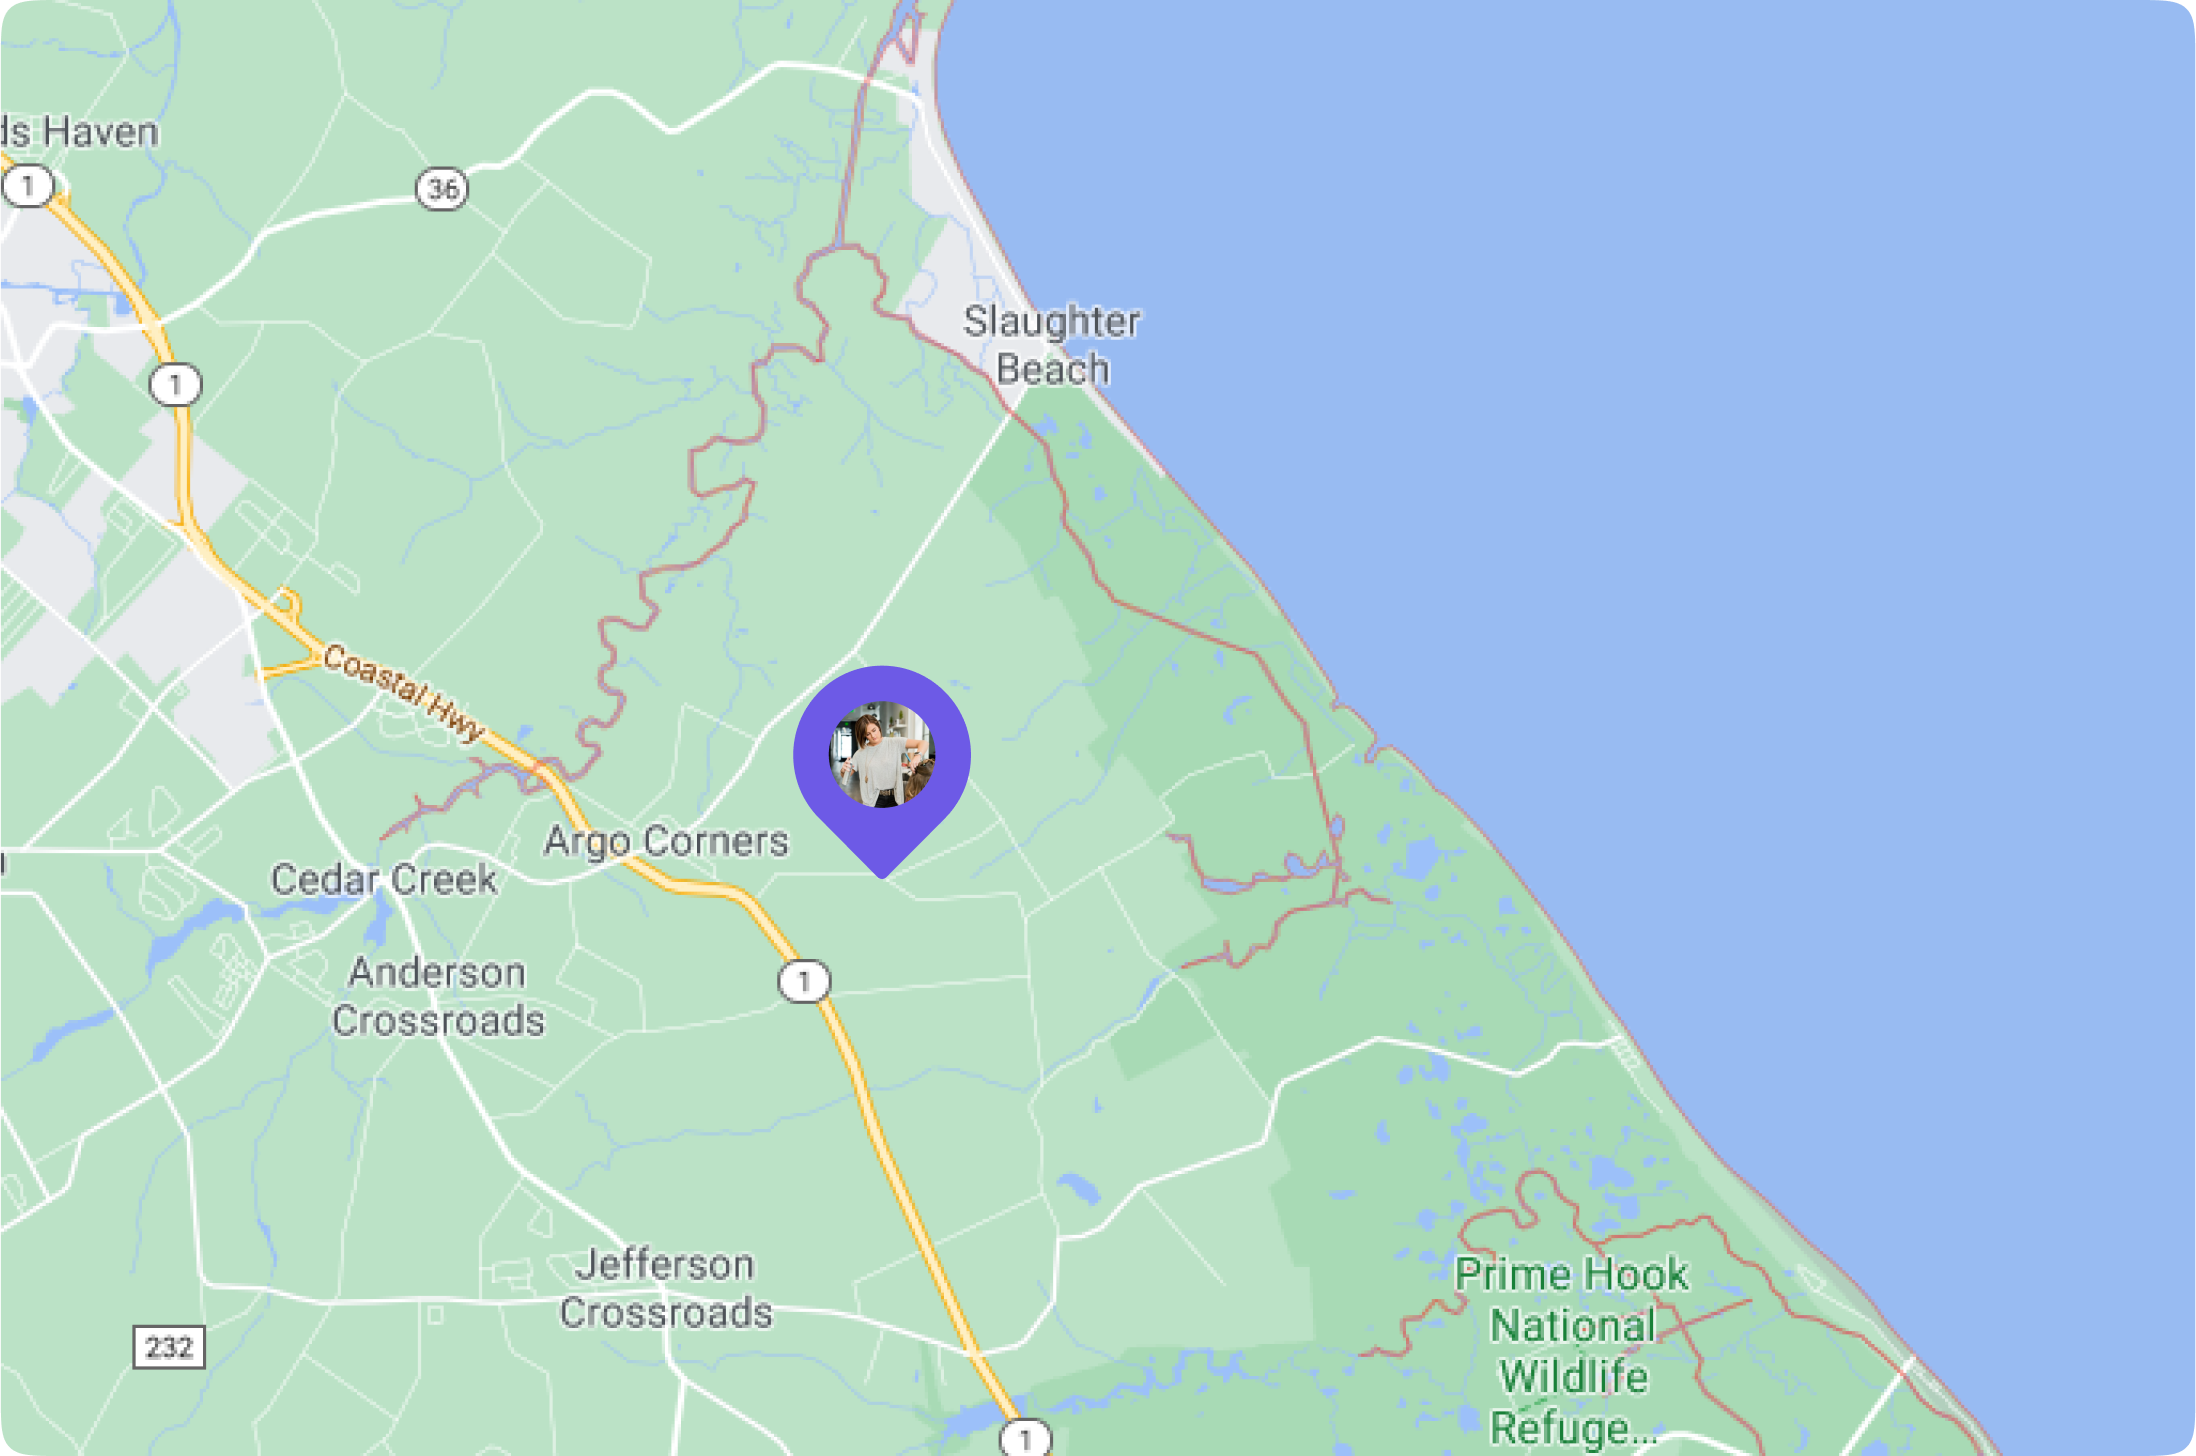 ds Haven
1
36
Slaughter
Beach
1
Coastal Hwy
Argo Corners
Cedar Creek
Anderson
Crossroads
1
Jefferson
Crossroads
Prime Hook
National
Wildlife
Refuge...
232
1